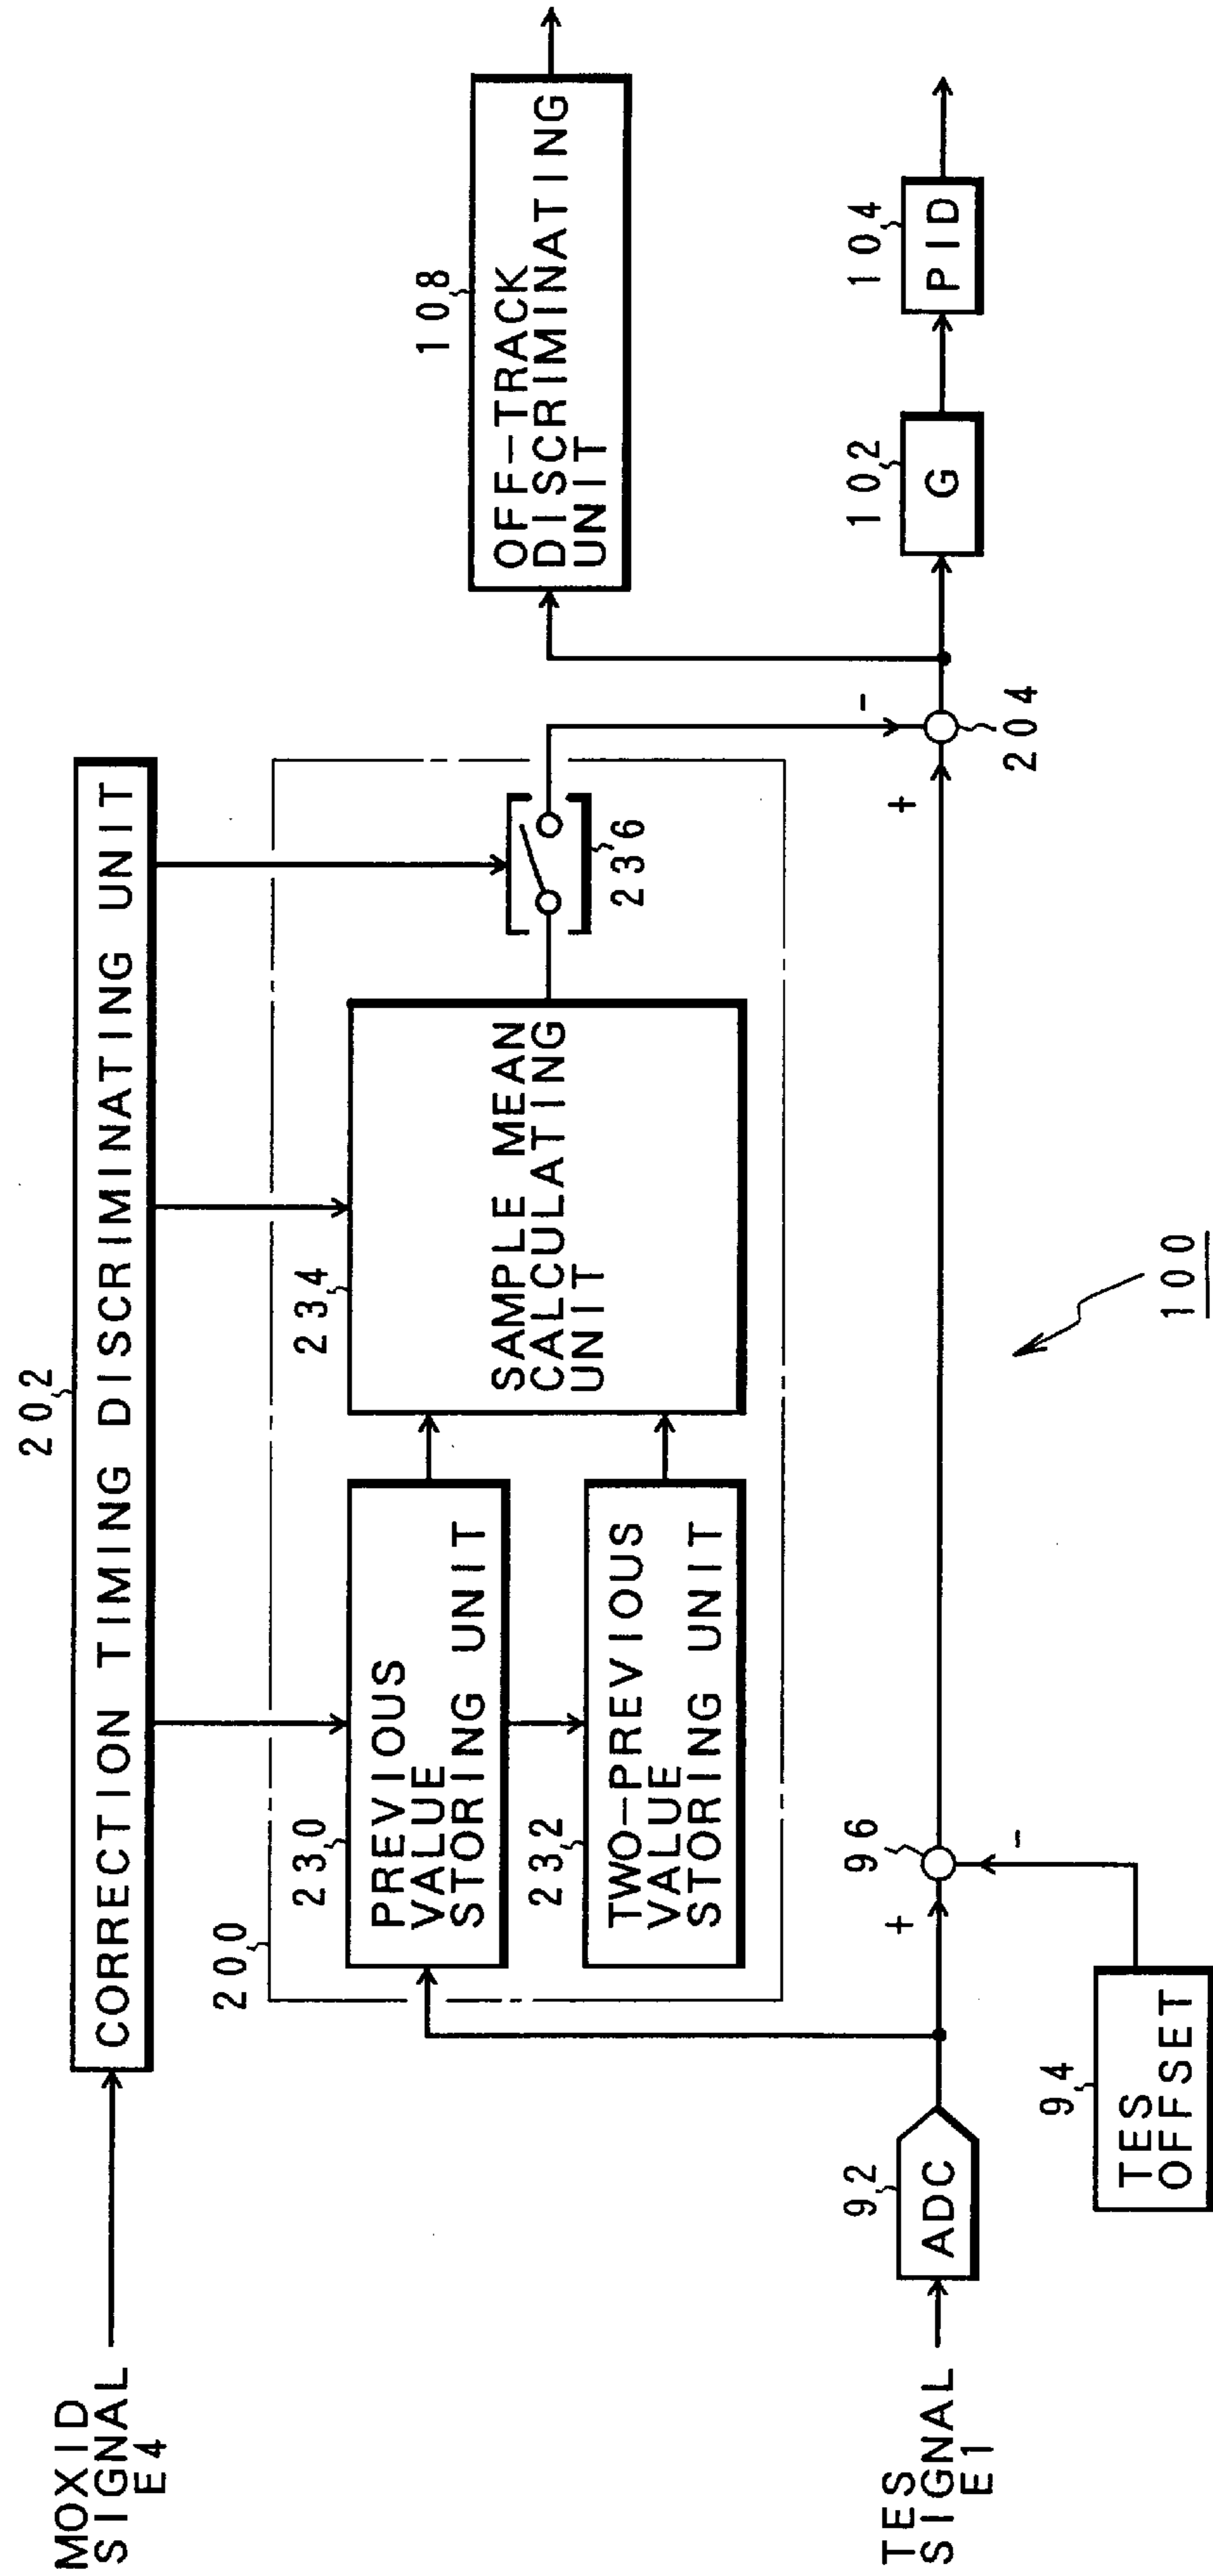 MOXID
SIGNAL
E4
202
CORRECTION TIMING DISCRIMINATING UNIT
200
230
PREVIOUS
VALUE
STORING UNIT
232
TWO-PREVIOUS
VALUE
STORING UNIT
234
SAMPLE MEAN
CALCULATING
UNIT
236
108
OFF-TRACK
DISCRIMINATING
UNIT
TES
SIGNAL
E1
92
ADC
94
TES
OFFSET
96
+
-
+
-
204
102
G
104
PID
100